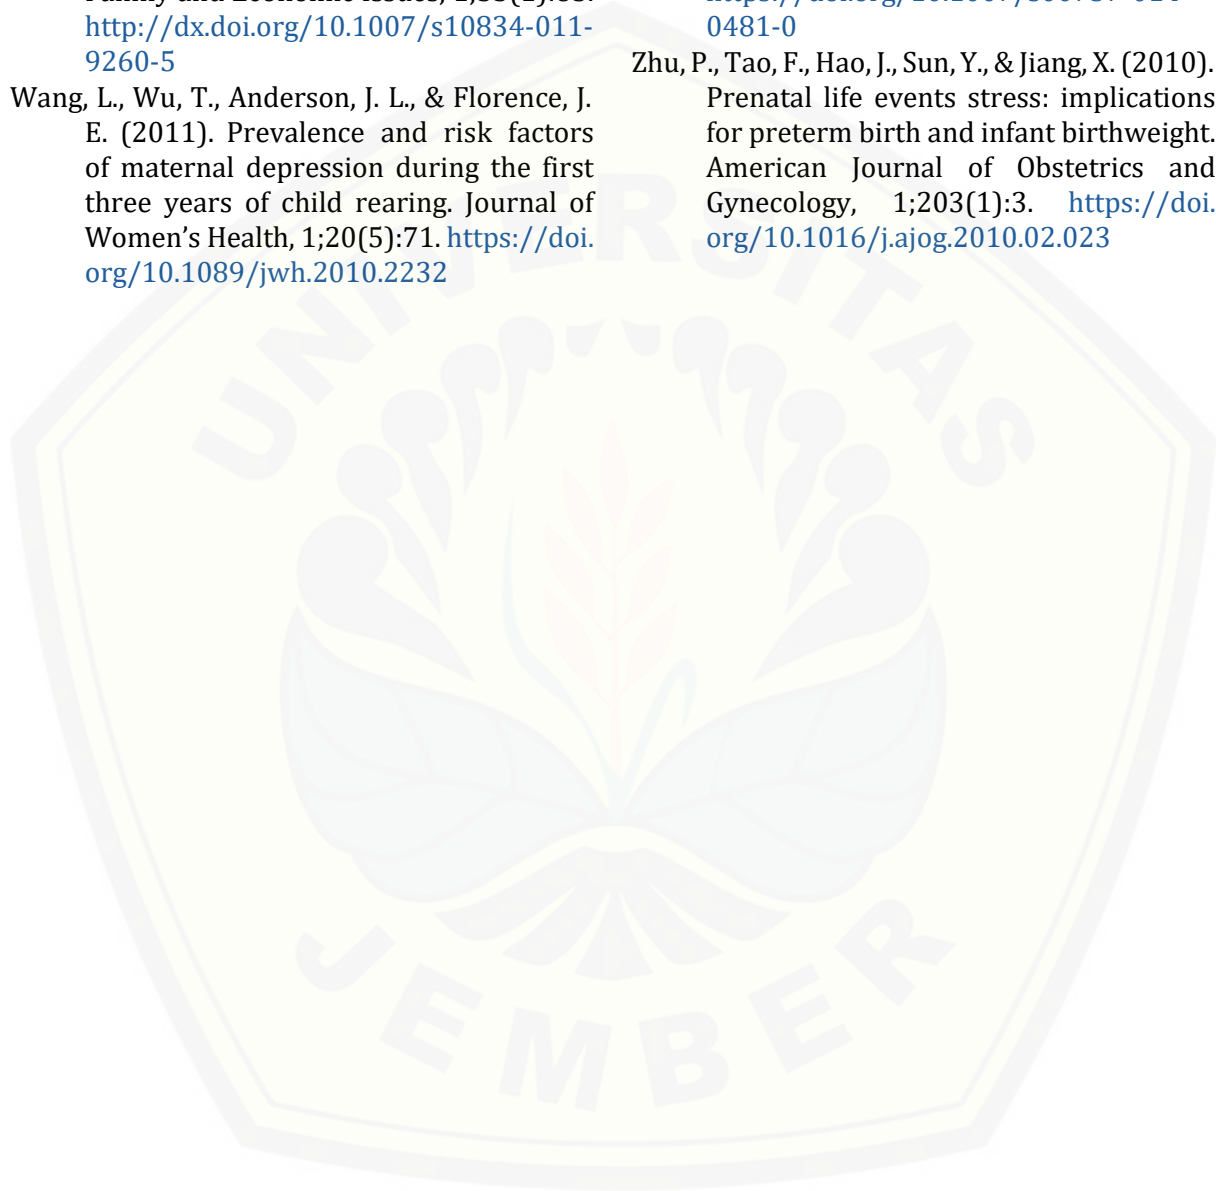 http://dx.doi.org/10.1007/s10834-011-
9260-5
Wang, L., Wu, T., Anderson, J. L., & Florence, J.
E. (2011). Prevalence and risk factors
of maternal depression during the first
three years of child rearing. Journal of
Women's Health, 1;20(5):71. https://doi.
org/10.1089/jwh.2010.2232
0481-0
Zhu, P., Tao, F., Hao, J., Sun, Y., & Jiang, X. (2010).
Prenatal life events stress: implications
for preterm birth and infant birthweight.
American Journal of Obstetrics and
Gynecology, 1;203(1):3. https://doi.
org/10.1016/j.ajog.2010.02.023
UNIVERSITAS
JEMBER